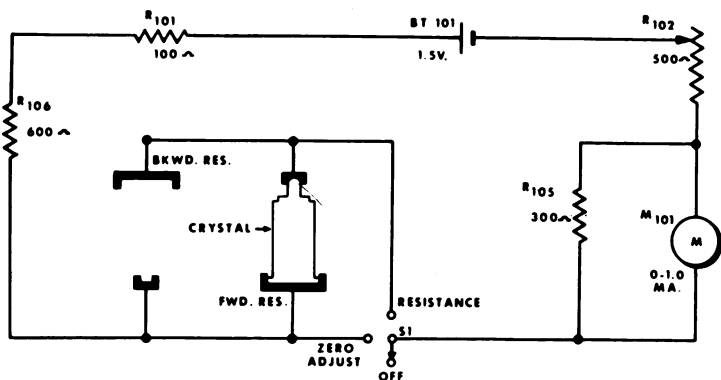 R101
100 ᨓ
BT 101
1.5V.
R102
500 ᨓ
R106
600 ᨓ
BKWD. RES.
CRYSTAL
FWD. RES.
R105
300 ᨓ
M101
M
0-1.0
MA.
RESISTANCE
S1
ZERO
ADJUST
OFF